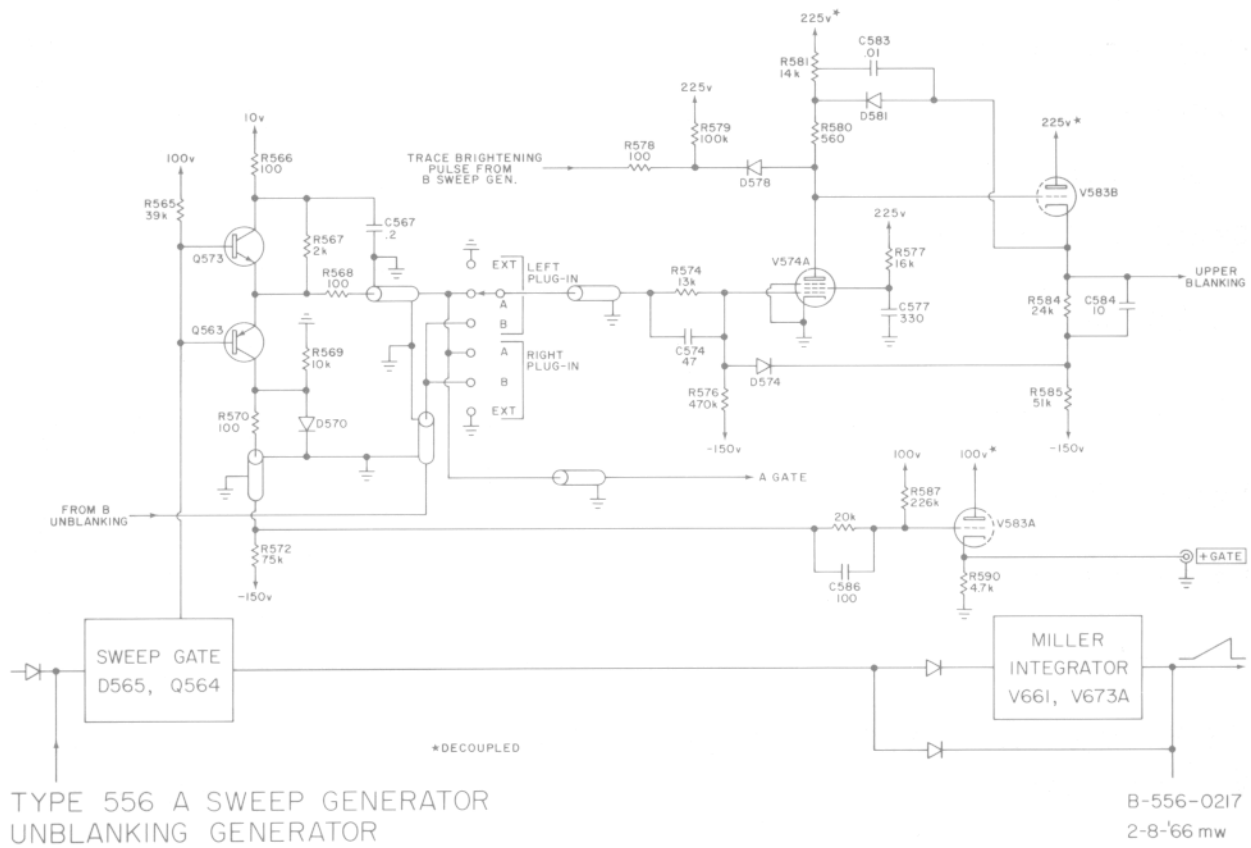 225v*
C583
.01
R581
14k
225v
D581
10v
R579
100k
R580
560
225v*
100v
R566
100
R578
100
TRACE BRIGHTENING
PULSE FROM
B SWEEP GEN.
D578
V583B
R565
39k
C567
.2
225v
Q573
R567
2k
EXT
LEFT
PLUG-IN
V574A
R577
16k
R568
100
R574
13k
UPPER
BLANKING
A
R584
24k
C584
10
C577
330
Q563
B
R569
10k
A
RIGHT
PLUG-IN
C574
47
B
D574
R576
470k
R585
51k
R570
100
D570
EXT
-150v
-150v
100v
100v*
A GATE
R587
226k
FROM B
UNBLANKING
20k
V583A
R572
75k
+GATE
C586
100
R590
4.7k
-150v
SWEEP GATE
D565, Q564
MILLER
INTEGRATOR
V661, V673A
*DECOUPLED
TYPE 556 A SWEEP GENERATOR
UNBLANKING GENERATOR
B-556-0217
2-8-'66 mw